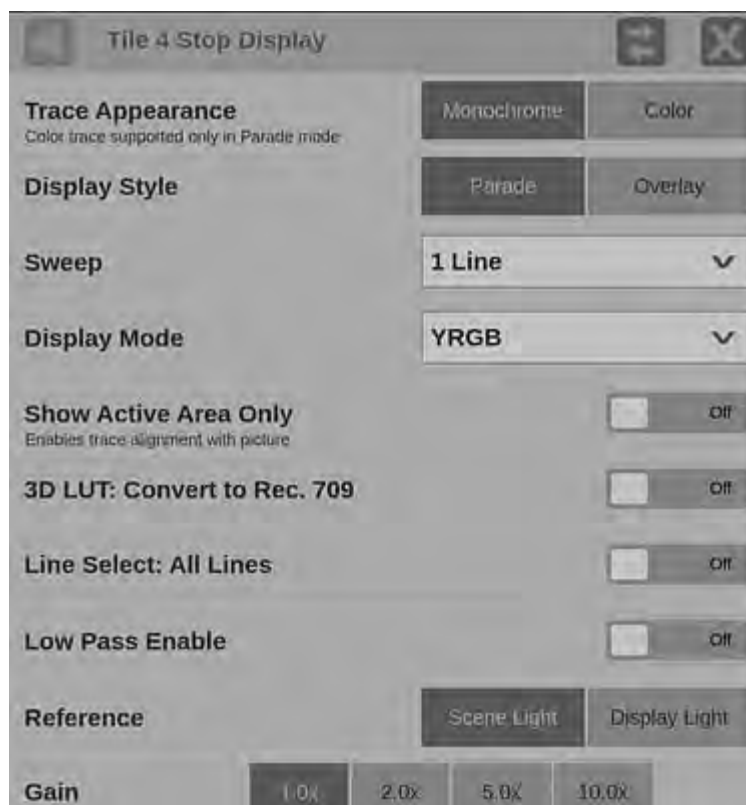 Tile 4 Stop Display
Trace Appearance
Monochrome Color
Color trace supported only in Parade mode
Display Style Parade Overlay
Sweep 1 Line
Display Mode YRGB
Show Active Area Only Off
Enables trace alignment with picture
3D LUT: Convert to Rec. 709 Off
Line Select: All Lines Off
Low Pass Enable Off
Reference Scene Light Display Light
Gain 1.0X 2.0X 5.0X 10.0X